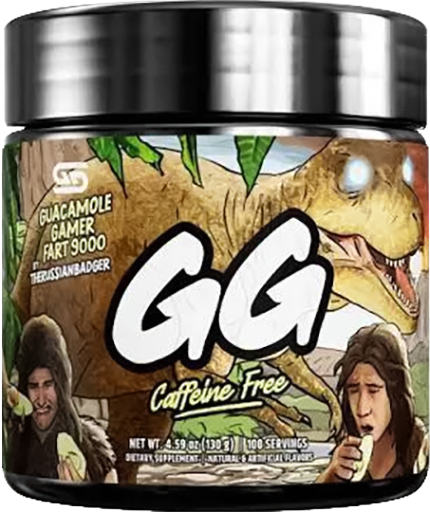 GG
GUACAMOLE
GAMER
FART 9000
BY
THERUSSIANBADGER
GG
Caffeine Free
NET WT. 4.59 oz (130 g) | 100 SERVINGS
DIETARY SUPPLEMENT • NATURAL & ARTIFICIAL FLAVORS